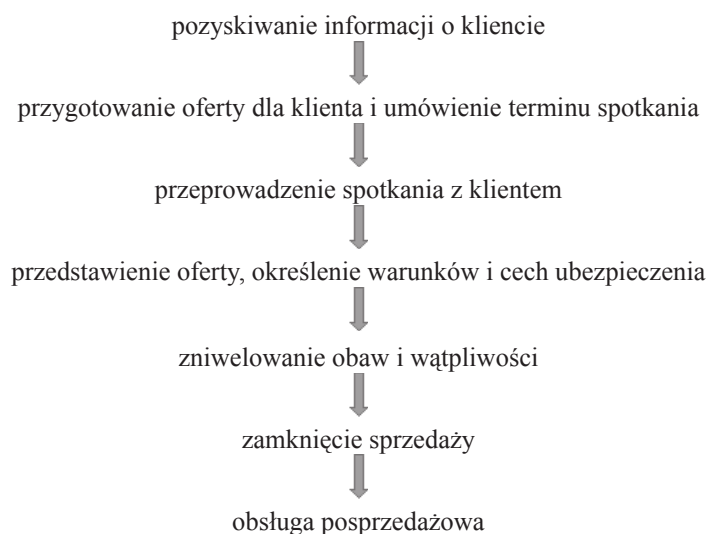 pozyskiwanie informacji o kliencie
przygotowanie oferty dla klienta i umówienie terminu spotkania
przeprowadzenie spotkania z klientem
przedstawienie oferty, określenie warunków i cech ubezpieczenia
zniwelowanie obaw i wątpliwości
zamknięcie sprzedaży
obsługa posprzedażowa